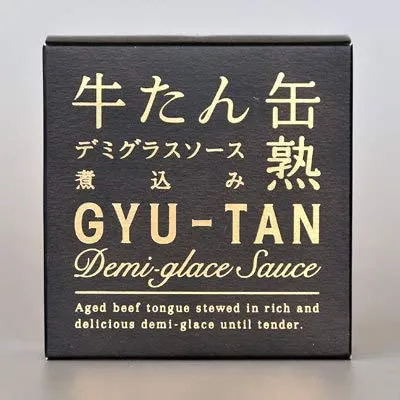 牛たん缶熟
デミグラスソース
煮込み
GYU-TAN
Demi-glace Sauce
Aged beef tongue stewed in rich and
delicious demi-glace until tender.